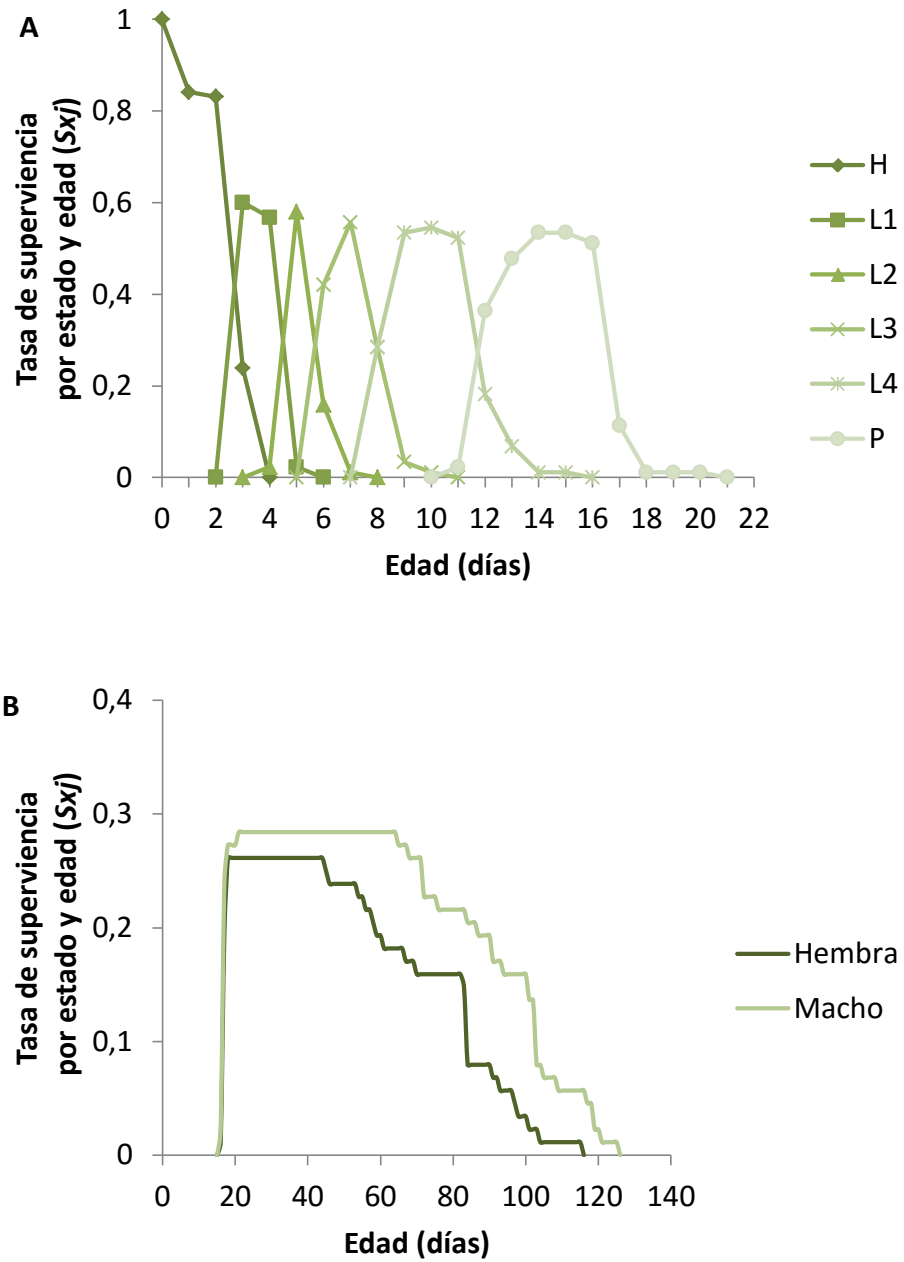 A
Tasa de superviencia
por estado y edad (Sxj)
1
0,8
0,6
0,4
0,2
0
0 2 4 6 8 10 12 14 16 18 20 22
Edad (días)
H
L1
L2
L3
L4
P
B
Tasa de superviencia
por estado y edad (Sxj)
0,4
0,3
0,2
0,1
0
0 20 40 60 80 100 120 140
Edad (días)
Hembra
Macho